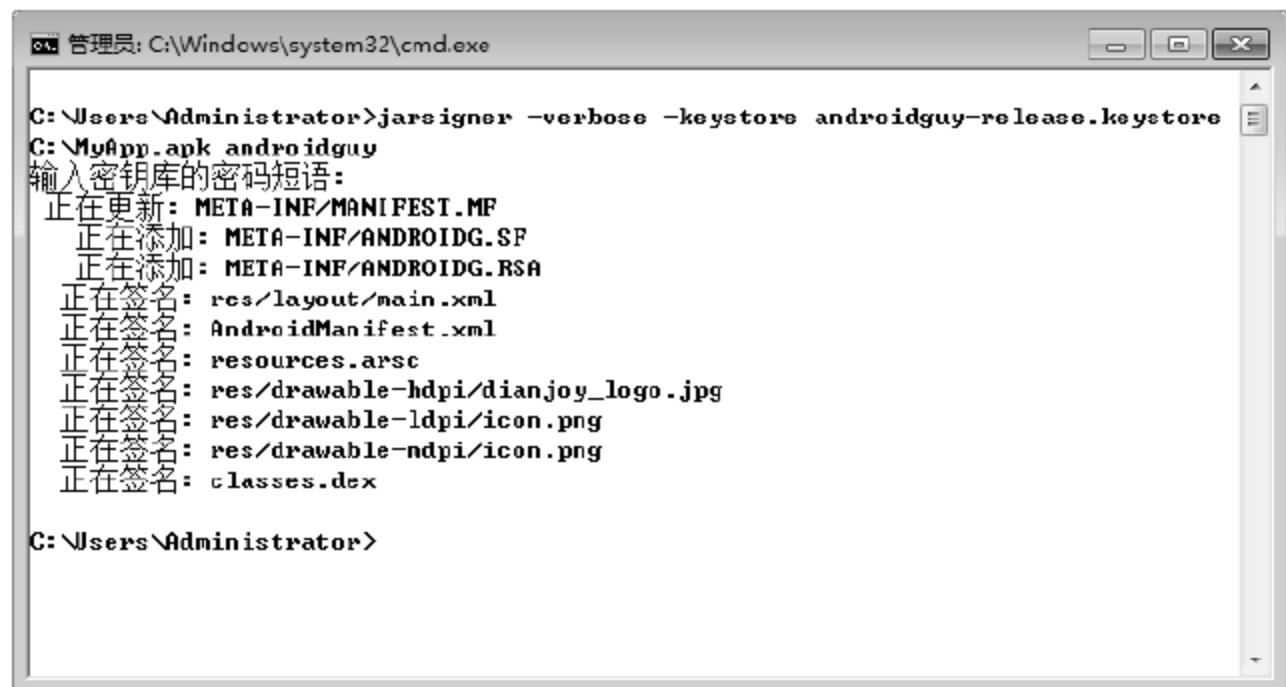 管理员: C:\Windows\system32\cmd.exe
C:\Users\Administrator>jarsigner -verbose -keystore androidguy-release.keystore
C:\MyApp.apk androidguy
输入密钥库的密码短语:
正在更新: META-INF/MANIFEST.MF
正在添加: META-INF/ANDROIDG.SF
正在添加: META-INF/ANDROIDG.RSA
正在签名: res/layout/main.xml
正在签名: AndroidManifest.xml
正在签名: resources.arsc
正在签名: res/drawable-hdpi/dianjoy_logo.jpg
正在签名: res/drawable-ldpi/icon.png
正在签名: res/drawable-mdpi/icon.png
正在签名: classes.dex
C:\Users\Administrator>